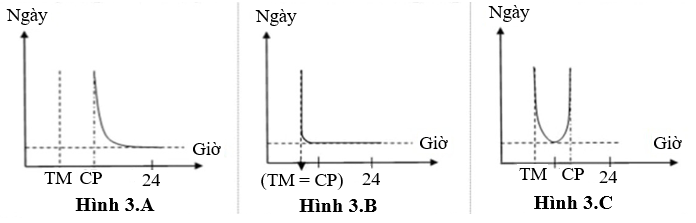 Ngày
Giờ
TM CP 24
Hình 3.A
Ngày
Giờ
(TM = CP) 24
Hình 3.B
Ngày
Giờ
TM CP 24
Hình 3.C